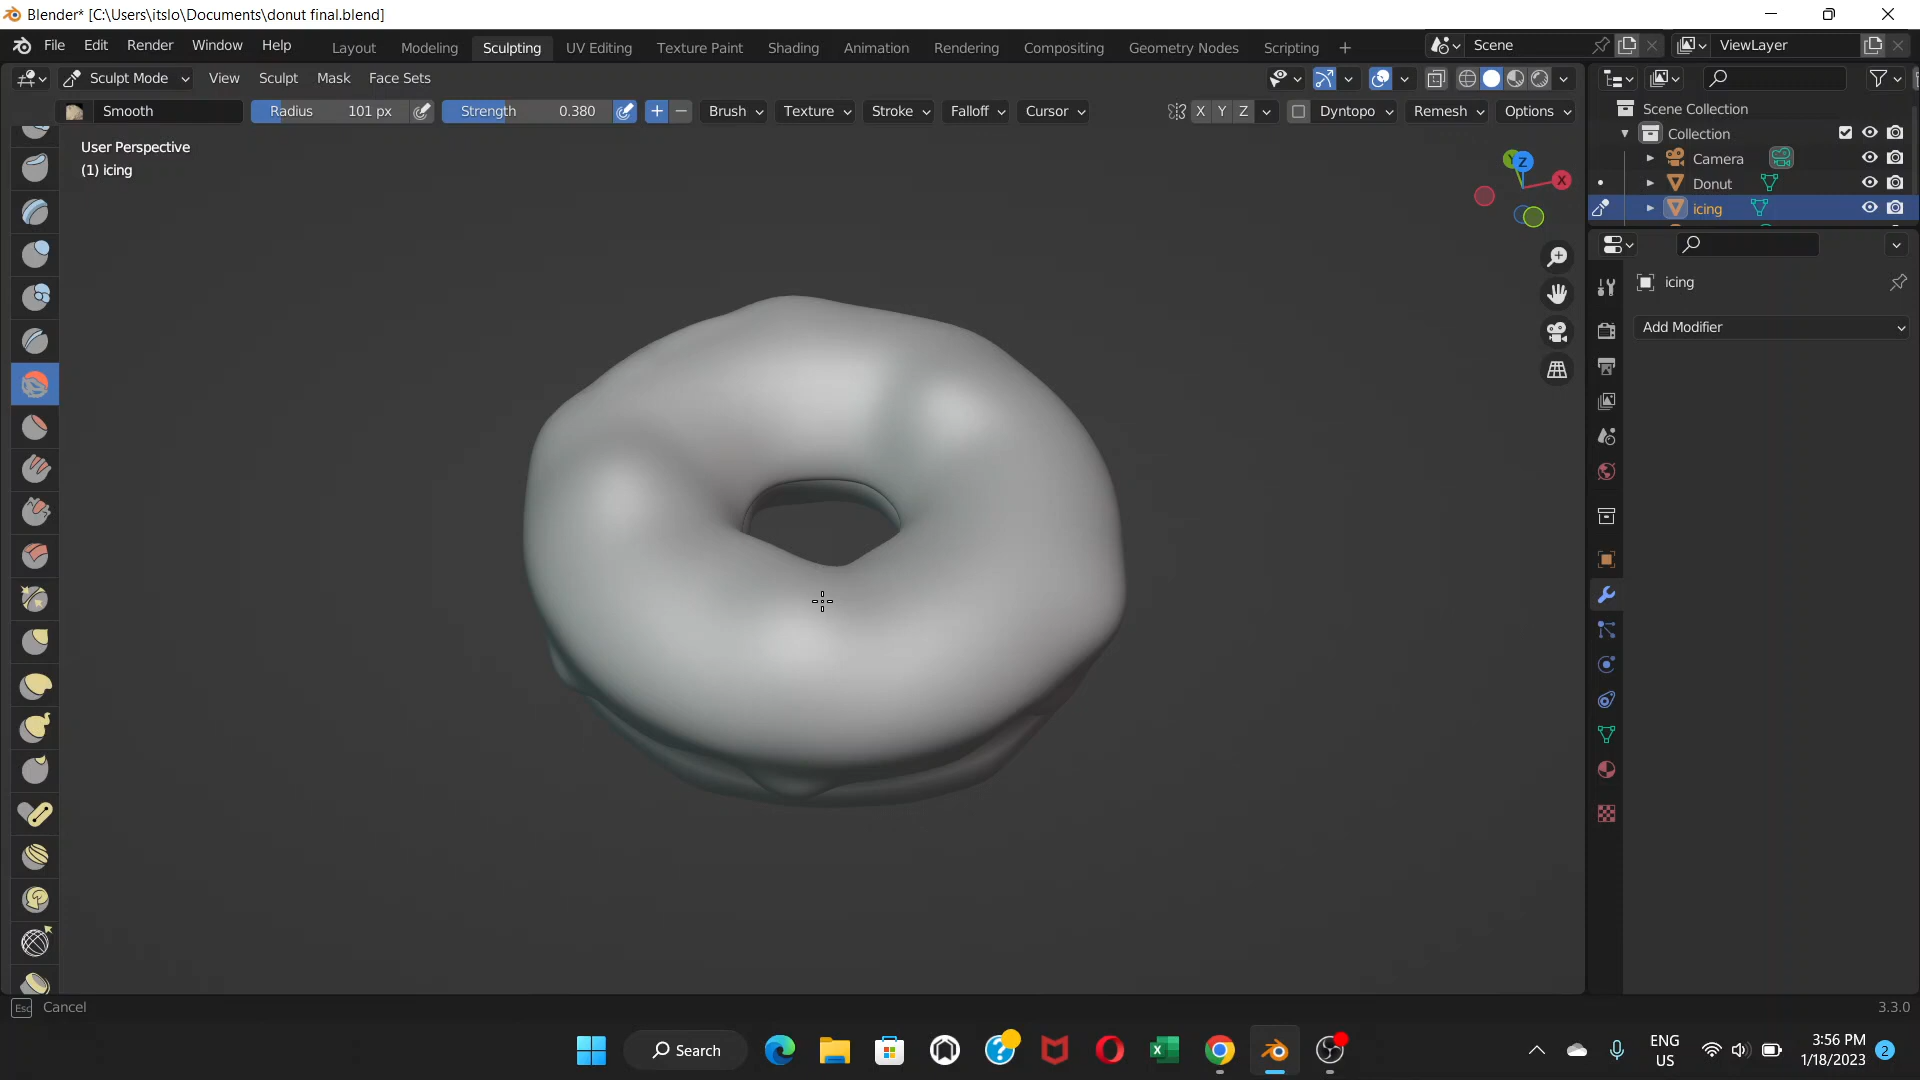 Blender* [C:\Users\itslo\Documents\donut final.blend]
File Edit Render Window Help Layout Modeling Sculpting UV Editing Texture Paint Shading Animation Rendering Compositing Geometry Nodes Scripting + Scene ViewLayer
Sculpt Mode View Sculpt Mask Face Sets
Smooth Radius 101 px Strength 0.380 + − Brush Texture Stroke Falloff Cursor X Y Z Dyntopo Remesh Options
User Perspective
(1) icing
Y Z X
Scene Collection
Collection
Camera
Donut
icing
icing
Add Modifier
Esc Cancel
3.3.0
Search
ENG
US
3:56 PM
1/18/2023
2